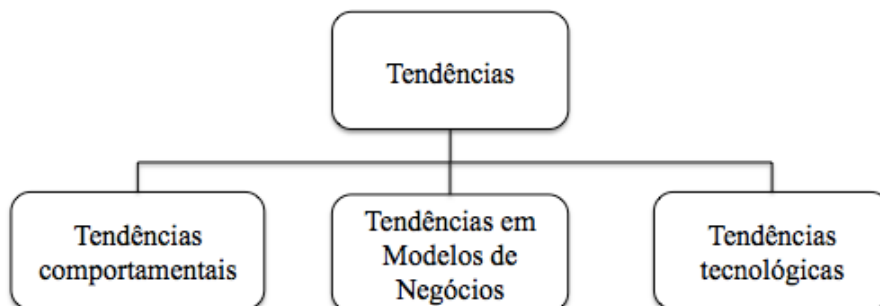 Tendências
Tendências
comportamentais
Tendências em
Modelos de
Negócios
Tendências
tecnológicas